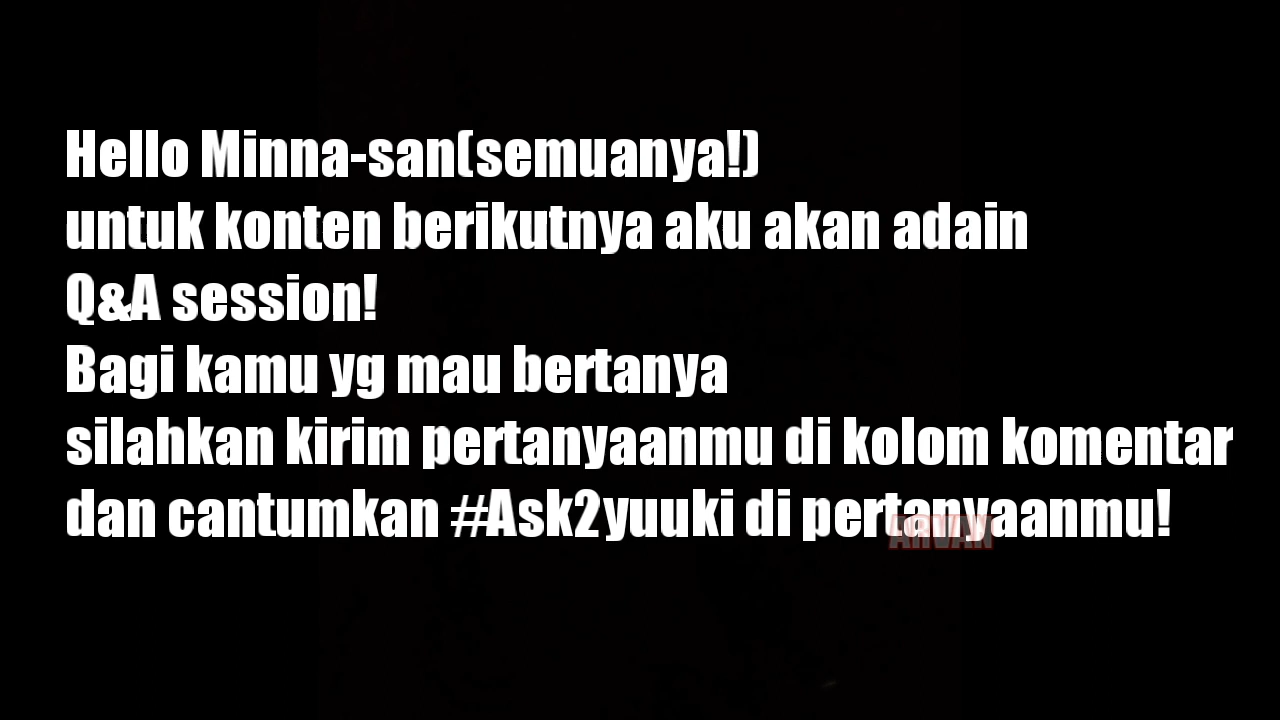 Hello Minna-san(semuanya!)
untuk konten berikutnya aku akan adain
Q&A session!
Bagi kamu yg mau bertanya
silahkan kirim pertanyaanmu di kolom komentar
dan cantumkan #Ask2yuuki di pertanyaanmu!
ARVAN